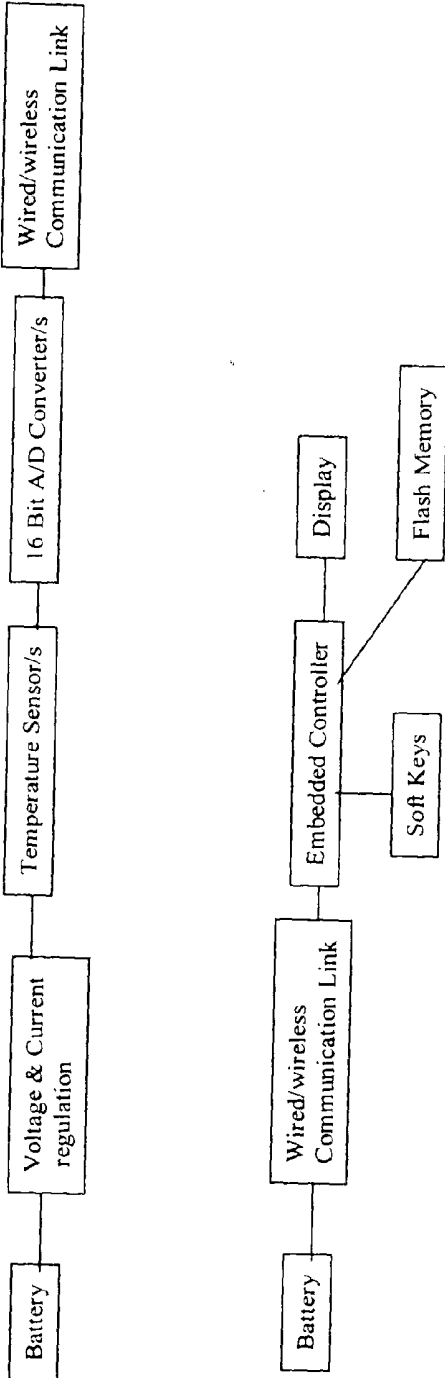 Battery
Voltage & Current
regulation
Temperature Sensor/s
16 Bit A/D Converter/s
Wired/wireless
Communication Link
Battery
Wired/wireless
Communication Link
Embedded Controller
Display
Soft Keys
Flash Memory